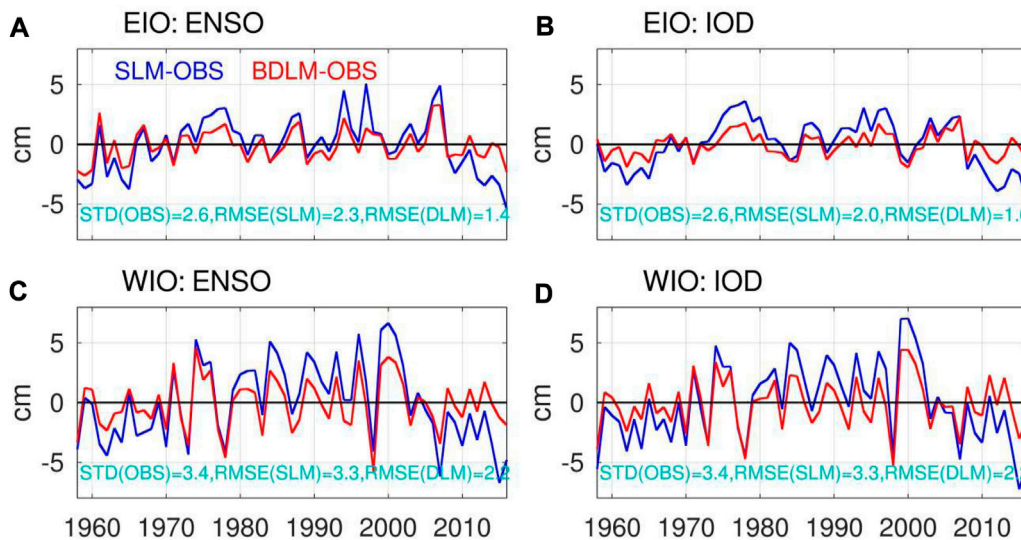 A EIO: ENSO
B EIO: IOD
SLM-OBS BDLM-OBS
5
0
-5
cm
STD(OBS)=2.6,RMSE(SLM)=2.3,RMSE(DLM)=1.4
5
0
-5
cm
STD(OBS)=2.6,RMSE(SLM)=2.0,RMSE(DLM)=1.
C WIO: ENSO
D WIO: IOD
5
0
-5
cm
STD(OBS)=3.4,RMSE(SLM)=3.3,RMSE(DLM)=2.2
5
0
-5
cm
STD(OBS)=3.4,RMSE(SLM)=3.3,RMSE(DLM)=2.
1960 1970 1980 1990 2000 2010
1960 1970 1980 1990 2000 2010